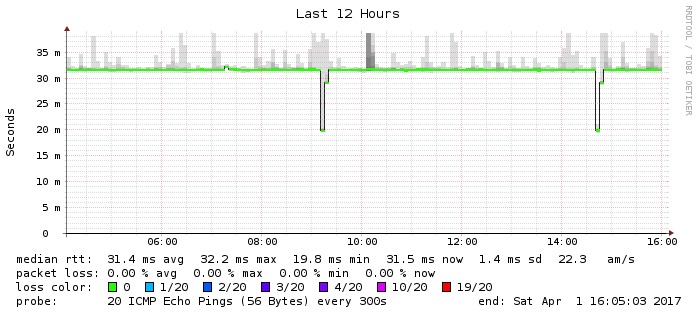 Last 12 Hours
RRDTOOL / TOBI OETIKER
Seconds
35 m
30 m
25 m
20 m
15 m
10 m
5 m
0
06:00 08:00 10:00 12:00 14:00 16:00
median rtt: 31.4 ms avg 32.2 ms max 19.8 ms min 31.5 ms now 1.4 ms sd 22.3 am/s
packet loss: 0.00 % avg 0.00 % max 0.00 % min 0.00 % now
loss color: 0 1/20 2/20 3/20 4/20 10/20 19/20
probe: 20 ICMP Echo Pings (56 Bytes) every 300s end: Sat Apr 1 16:05:03 2017